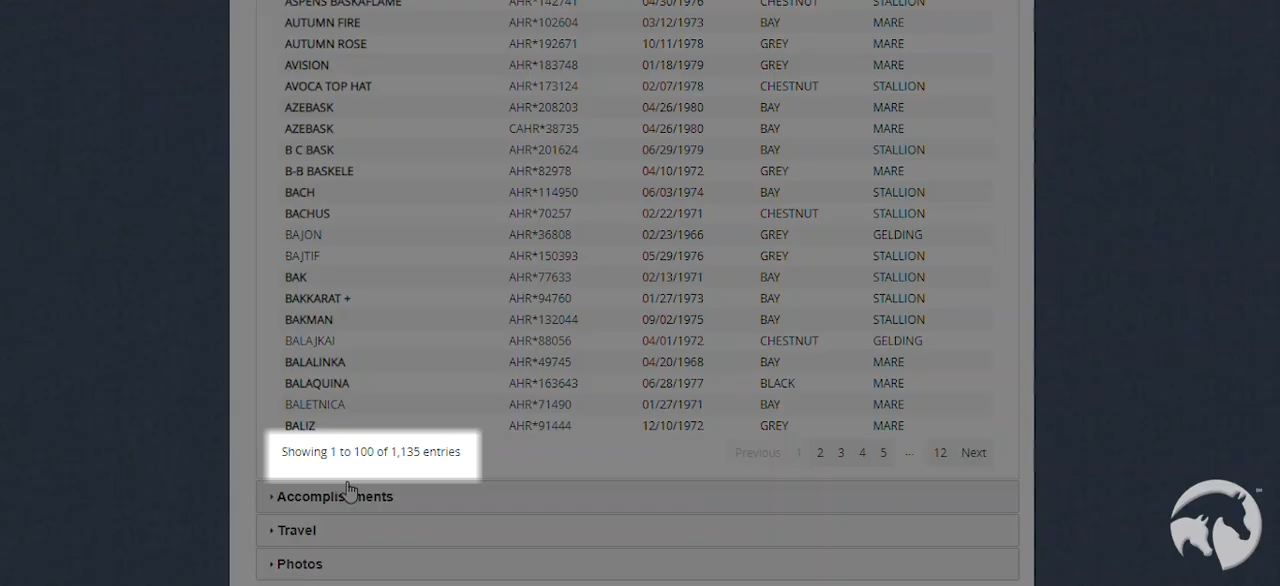 ASPENS BASKAFLAME AHR*142741 04/30/1976 CHESTNUT STALLION
AUTUMN FIRE AHR*102604 03/12/1973 BAY MARE
AUTUMN ROSE AHR*192671 10/11/1978 GREY MARE
AVISION AHR*183748 01/18/1979 GREY MARE
AVOCA TOP HAT AHR*173124 02/07/1978 CHESTNUT STALLION
AZEBASK AHR*208203 04/26/1980 BAY MARE
AZEBASK CAHR*38735 04/26/1980 BAY MARE
B C BASK AHR*201624 06/29/1979 BAY STALLION
B-B BASKELE AHR*82978 04/10/1972 GREY MARE
BACH AHR*114950 06/03/1974 BAY STALLION
BACHUS AHR*70257 02/22/1971 CHESTNUT STALLION
BAJON AHR*36808 02/23/1966 GREY GELDING
BAJTIF AHR*150393 05/29/1976 GREY STALLION
BAK AHR*77633 02/13/1971 BAY STALLION
BAKKARAT + AHR*94760 01/27/1973 BAY STALLION
BAKMAN AHR*132044 09/02/1975 BAY STALLION
BALAJKAI AHR*88056 04/01/1972 CHESTNUT GELDING
BALALINKA AHR*49745 04/20/1968 BAY MARE
BALAQUINA AHR*163643 06/28/1977 BLACK MARE
BALETNICA AHR*71490 01/27/1971 BAY MARE
BALIZ AHR*91444 12/10/1972 GREY MARE
Showing 1 to 100 of 1,135 entries Previous 1 2 3 4 5 ... 12 Next
Accomplishments
Travel
Photos